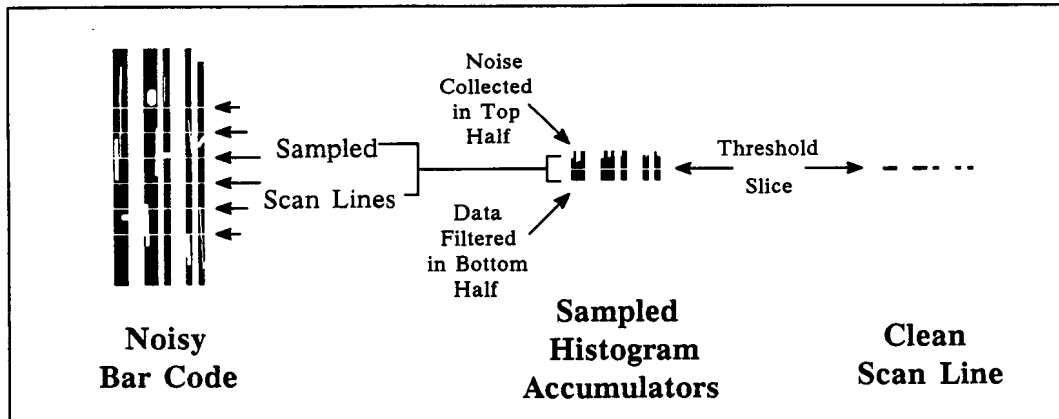 Noise
Collected
in Top
Half
Sampled
Scan Lines
Threshold
Slice
Data
Filtered
in Bottom
Half
Noisy
Bar Code
Sampled
Histogram
Accumulators
Clean
Scan Line